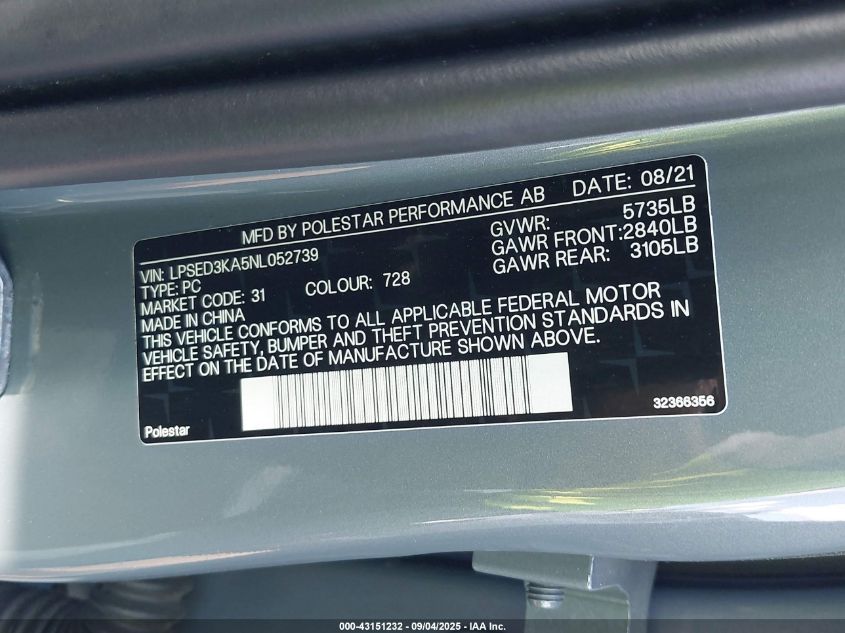 MFD BY POLESTAR PERFORMANCE AB DATE: 08/21
VIN: LPSED3KA5NL052739 GVWR: 5735LB
TYPE: PC GAWR FRONT:2840LB
MARKET CODE: 31 COLOUR: 728 GAWR REAR: 3105LB
MADE IN CHINA
THIS VEHICLE CONFORMS TO ALL APPLICABLE FEDERAL MOTOR
VEHICLE SAFETY, BUMPER AND THEFT PREVENTION STANDARDS IN
EFFECT ON THE DATE OF MANUFACTURE SHOWN ABOVE.
Polestar 32366356
000-43151232 - 09/04/2025 - IAA Inc.